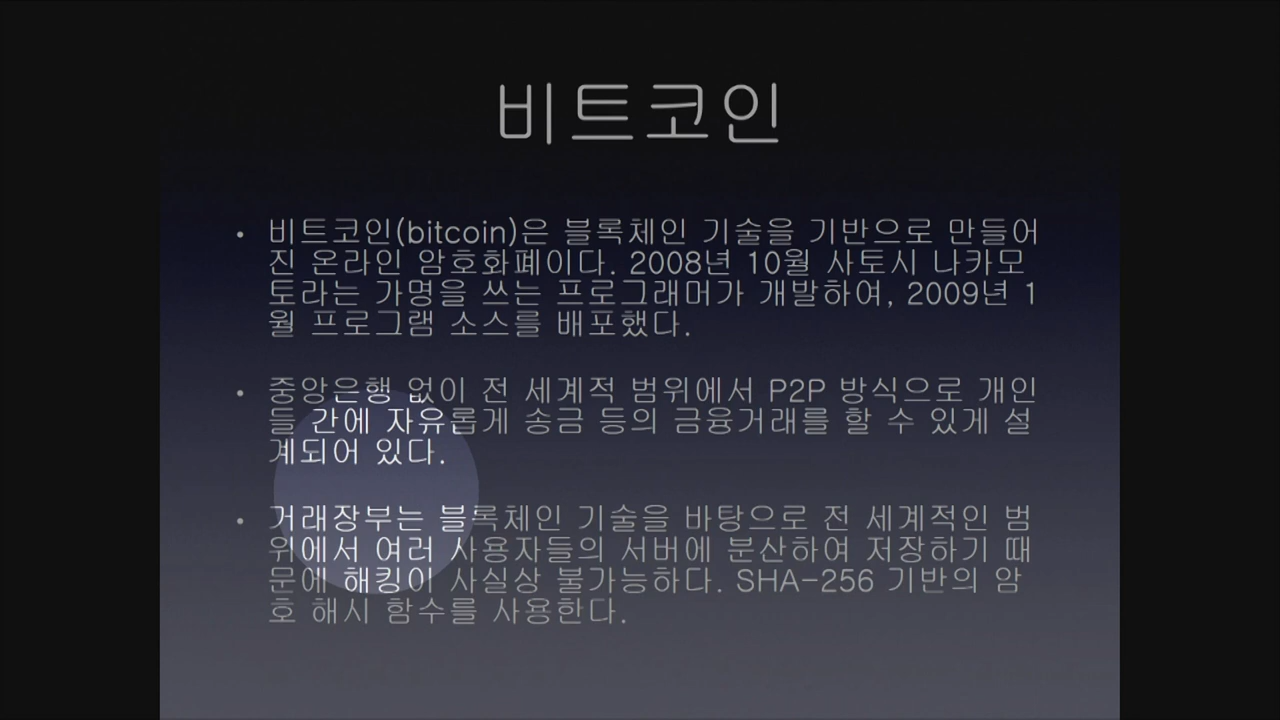 비트코인
• 비트코인(bitcoin)은 블록체인 기술을 기반으로 만들어
진 온라인 암호화폐이다. 2008년 10월 사토시 나카모
토라는 가명을 쓰는 프로그래머가 개발하여, 2009년 1
월 프로그램 소스를 배포했다.
• 중앙은행 없이 전 세계적 범위에서 P2P 방식으로 개인
들 간에 자유롭게 송금 등의 금융거래를 할 수 있게 설
계되어 있다.
• 거래장부는 블록체인 기술을 바탕으로 전 세계적인 범
위에서 여러 사용자들의 서버에 분산하여 저장하기 때
문에 해킹이 사실상 불가능하다. SHA-256 기반의 암
호 해시 함수를 사용한다.